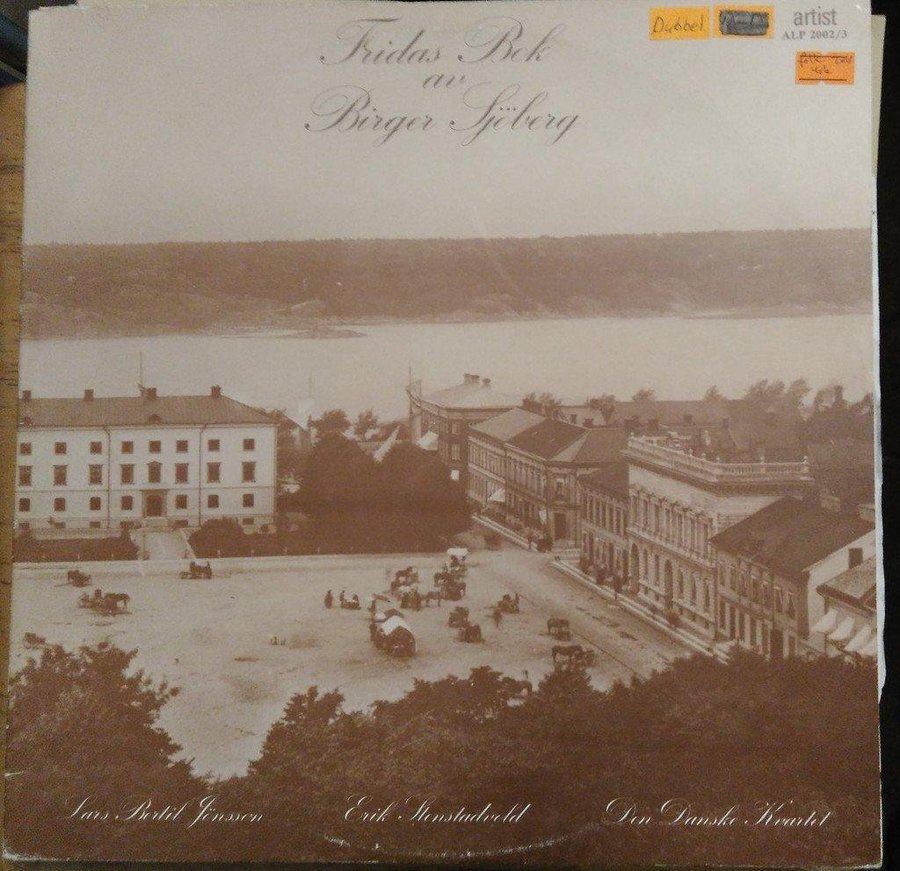 Fridas Bok
av
Birger Sjöberg
Dubbel
artist
ALP 2002/3
Lars Bertil Jönsson
Erik Stenstadvold
Den Danske Kvartet